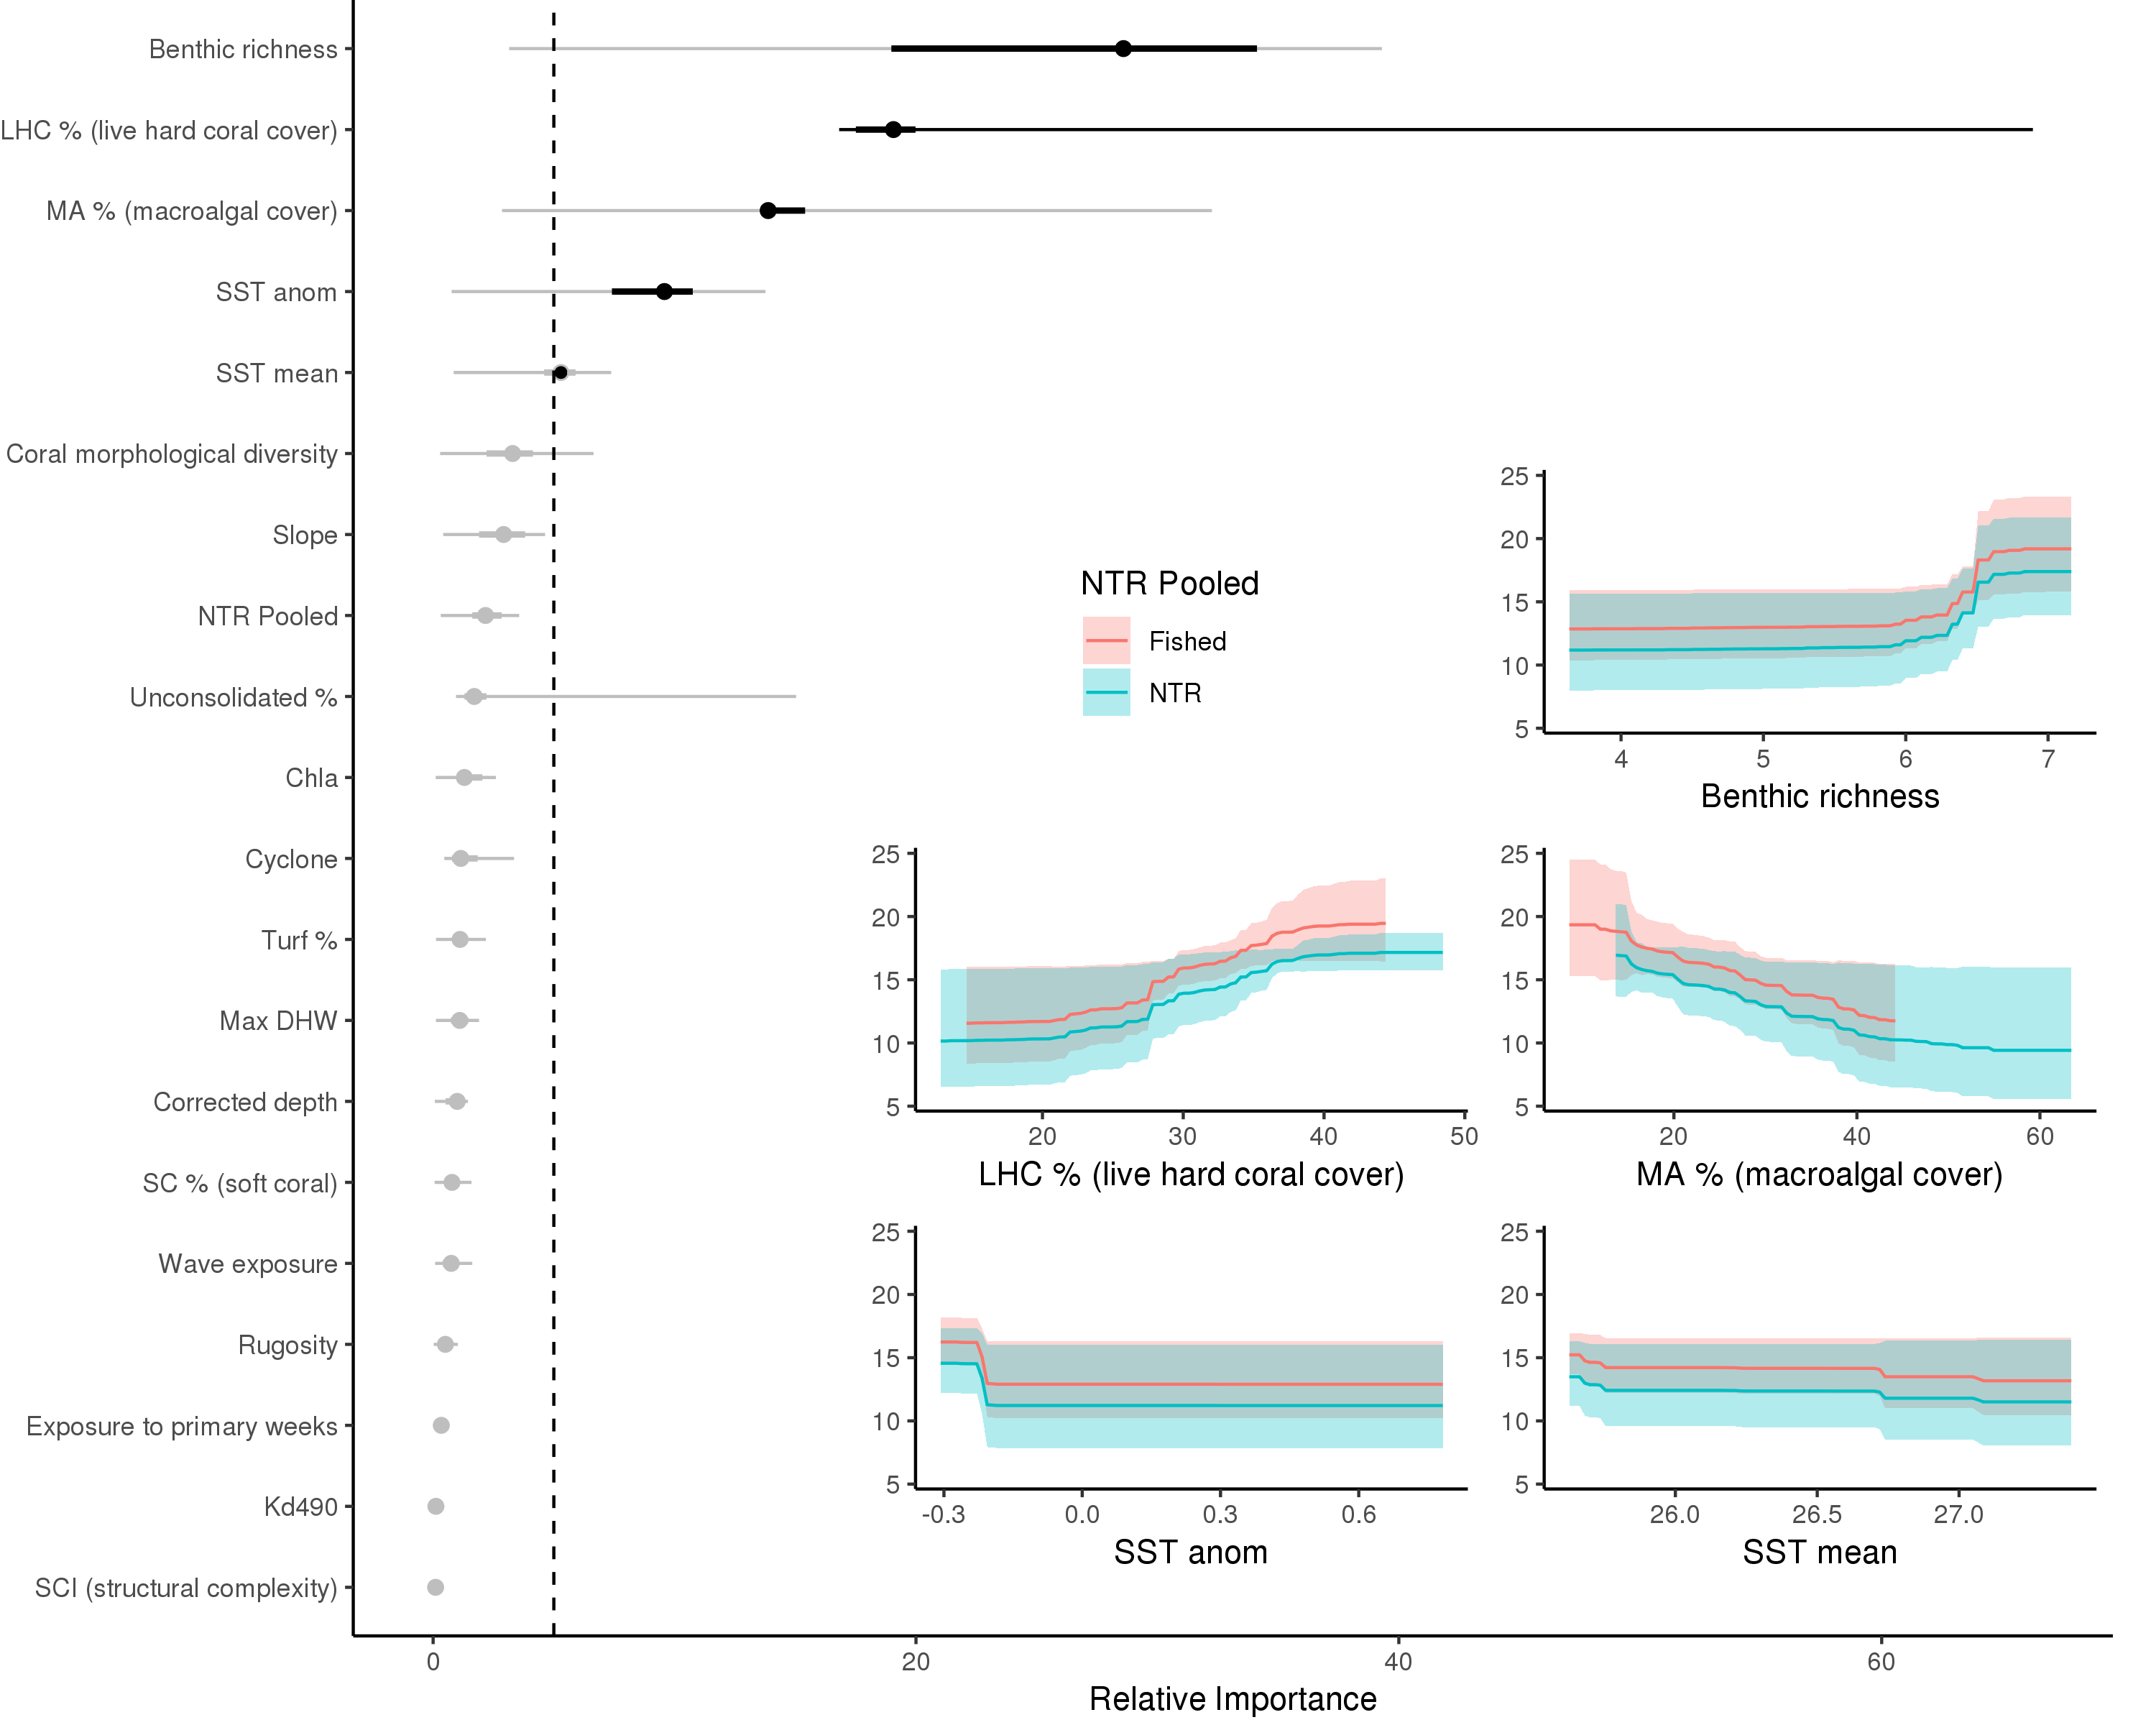 Benthic richness
LHC % (live hard coral cover)
MA % (macroalgal cover)
SST anom
SST mean
Coral morphological diversity
Slope
NTR Pooled
Unconsolidated %
Chla
Cyclone
Turf %
Max DHW
Corrected depth
SC % (soft coral)
Wave exposure
Rugosity
Exposure to primary weeks
Kd490
SCI (structural complexity)
0 20 40 60
Relative Importance
NTR Pooled
Fished
NTR
25
20
15
10
5
4 5 6 7
Benthic richness
25
20
15
10
5
20 30 40 50
LHC % (live hard coral cover)
25
20
15
10
5
20 40 60
MA % (macroalgal cover)
25
20
15
10
5
-0.3 0.0 0.3 0.6
SST anom
25
20
15
10
5
26.0 26.5 27.0
SST mean